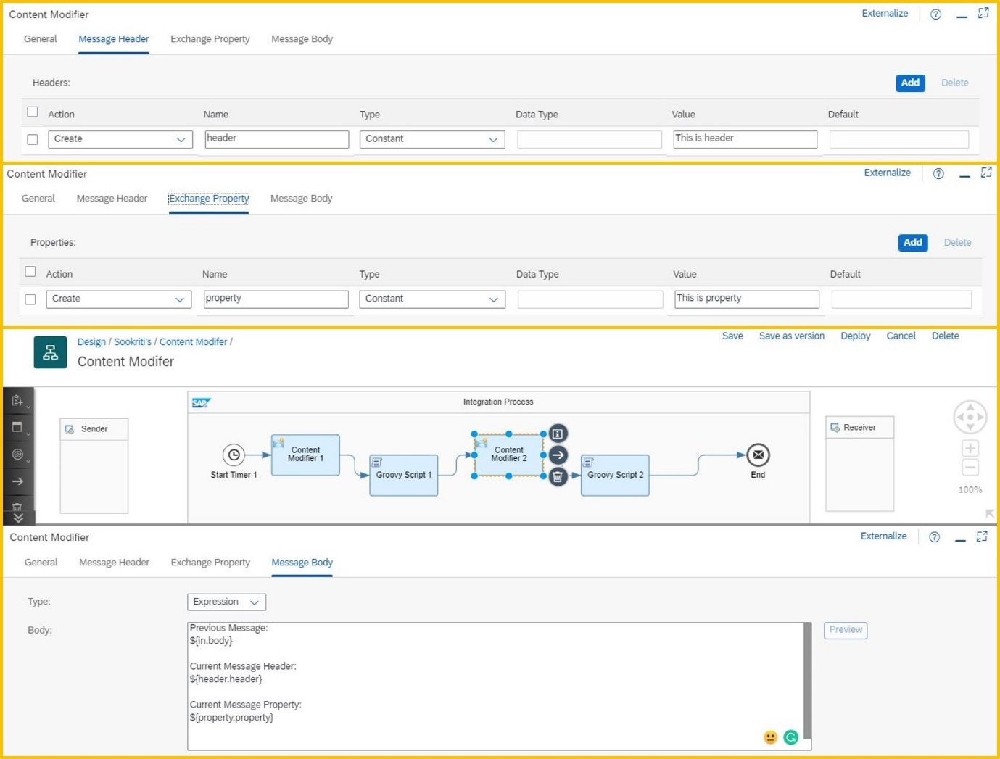 Content Modifier
Externalize
General Message Header Exchange Property Message Body
Headers:
Add Delete
Action Name Type Data Type Value Default
Create header Constant This is header
Content Modifier
Externalize
General Message Header Exchange Property Message Body
Properties:
Add Delete
Action Name Type Data Type Value Default
Create property Constant This is property
Design / Sookriti's / Content Modifer /
Save Save as version Deploy Cancel Delete
Content Modifer
SAP
Integration Process
Sender
Receiver
Start Timer 1
Content
Modifier 1
Groovy Script 1
Content
Modifier 2
Groovy Script 2
End
100%
Content Modifier
Externalize
General Message Header Exchange Property Message Body
Type:
Expression
Body:
Preview
Previous Message:
${in.body}
Current Message Header:
${header.header}
Current Message Property:
${property.property}